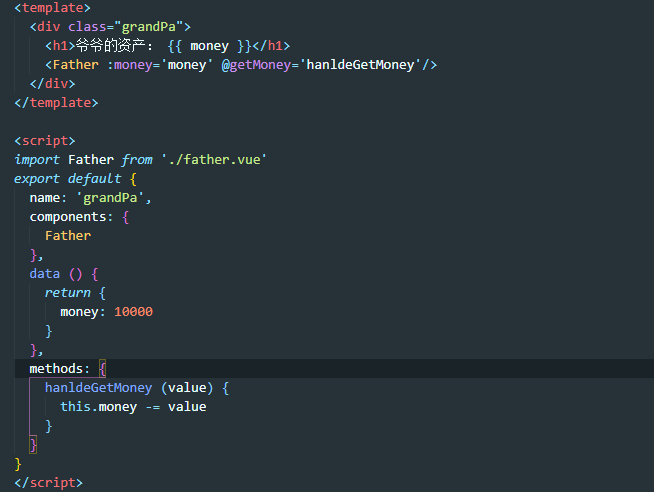 <template>
  <div class="grandPa">
    <h1>爷爷的资产: {{ money }}</h1>
    <Father :money='money' @getMoney='hanldeGetMoney'/>
  </div>
</template>

<script>
import Father from './father.vue'
export default {
  name: 'grandPa',
  components: {
    Father
  },
  data () {
    return {
      money: 10000
    }
  },
  methods: {
    hanldeGetMoney (value) {
      this.money -= value
    }
  }
}
</script>